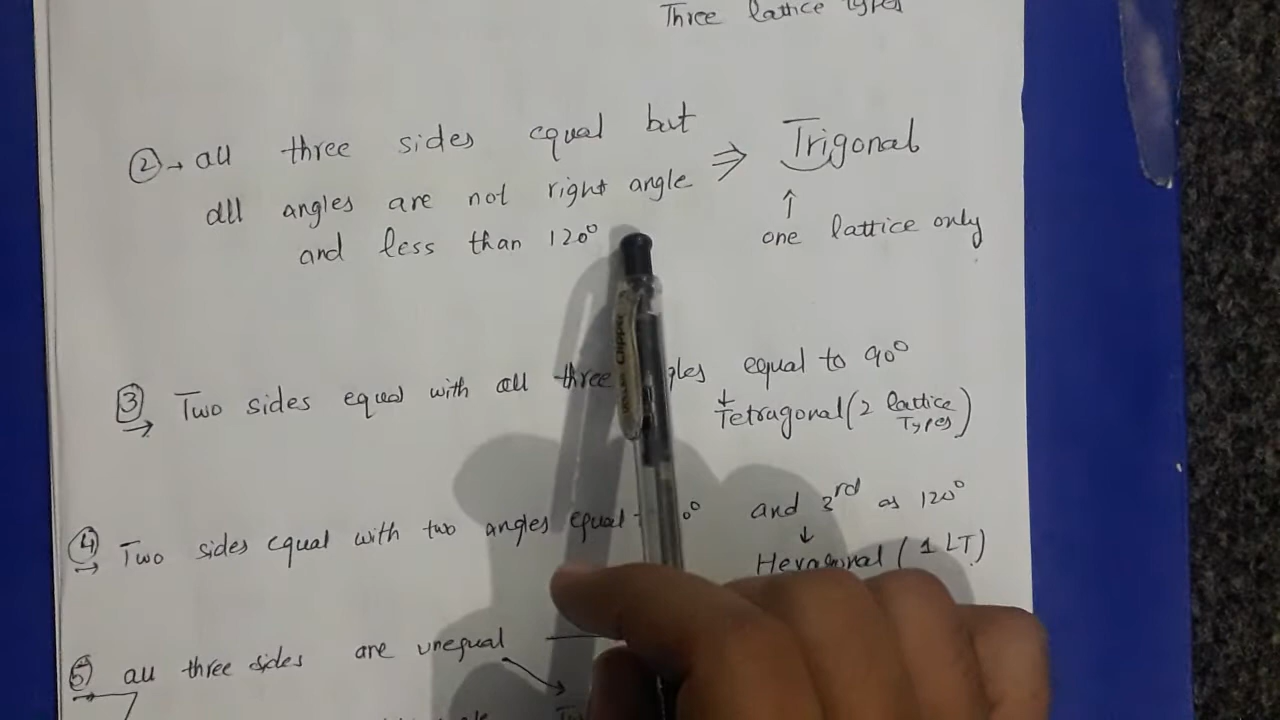 Three lattice types
② → all three sides equal but
all angles are not right angle
and less than 120°
⇒ Trigonal
↑
one lattice only
3 → Two sides equal with all three gles equal to 90°
↓
Tetragonal (2 lattice Types)
④ → Two sides equal with two angles equal 0° and 3rd as 120°
↓
Hexagonal (1 LT)
⑤ → all three sides are unequal